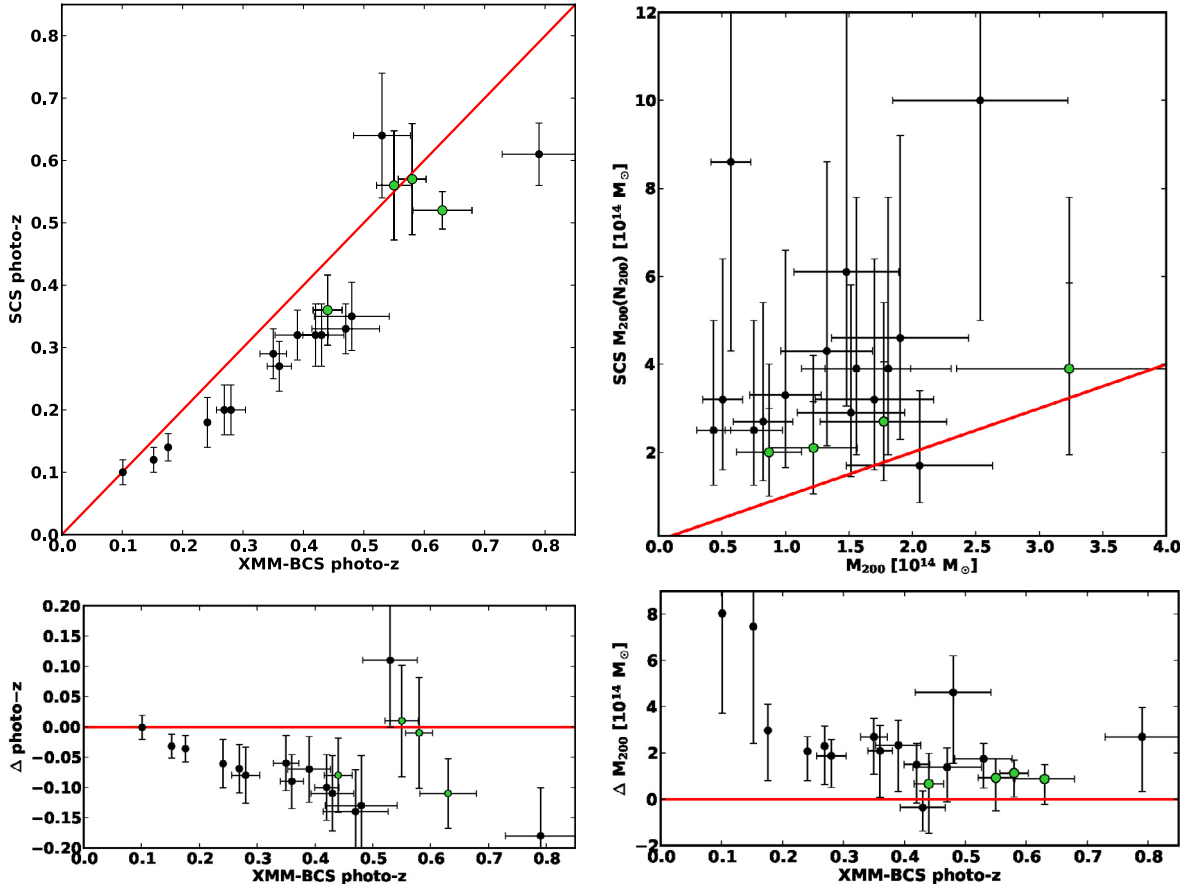 0.8
0.7
0.6
0.5
0.4
0.3
0.2
0.1
0.0
SCS photo-z
0.0 0.1 0.2 0.3 0.4 0.5 0.6 0.7 0.8
XMM-BCS photo-z
12
10
8
6
4
2
SCS M₂₀₀(N₂₀₀) [10¹⁴ M☉]
0.0 0.5 1.0 1.5 2.0 2.5 3.0 3.5 4.0
M₂₀₀ [10¹⁴ M☉]
0.20
0.15
0.10
0.05
0.00
−0.05
−0.10
−0.15
−0.20
Δ photo−z
0.0 0.1 0.2 0.3 0.4 0.5 0.6 0.7 0.8
XMM-BCS photo-z
8
6
4
2
0
−2
Δ M₂₀₀ [10¹⁴ M☉]
0.0 0.1 0.2 0.3 0.4 0.5 0.6 0.7 0.8
XMM-BCS photo-z